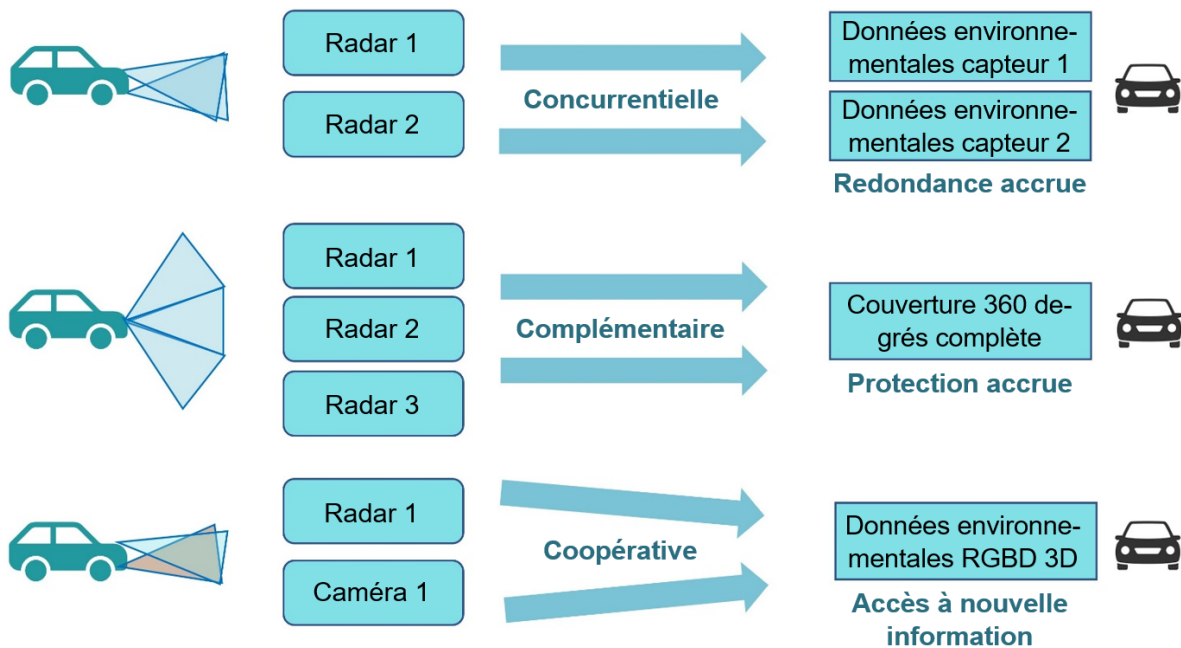 Radar 1
Radar 2
Concurrentielle
Données environne-
mentales capteur 1
Données environne-
mentales capteur 2
Redondance accrue
Radar 1
Radar 2
Radar 3
Complémentaire
Couverture 360 de-
grés complète
Protection accrue
Radar 1
Caméra 1
Coopérative
Données environne-
mentales RGBD 3D
Accès à nouvelle
information